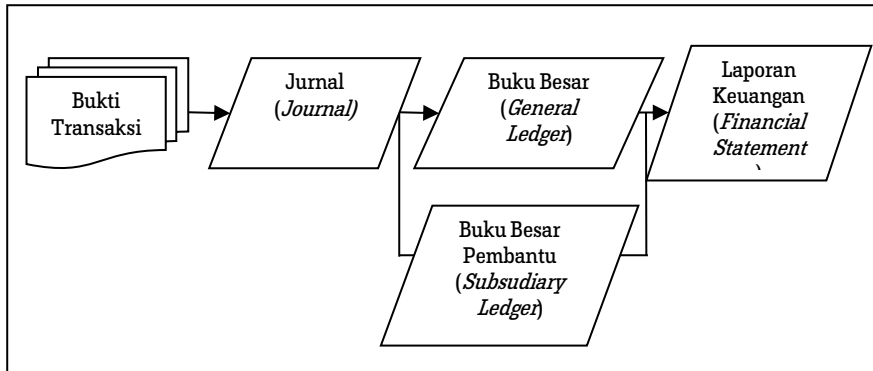 Bukti
Transaksi
Jurnal
(Journal)
Buku Besar
(General
Ledger)
Laporan
Keuangan
(Financial
Statement
Buku Besar
Pembantu
(Subsudiary
Ledger)